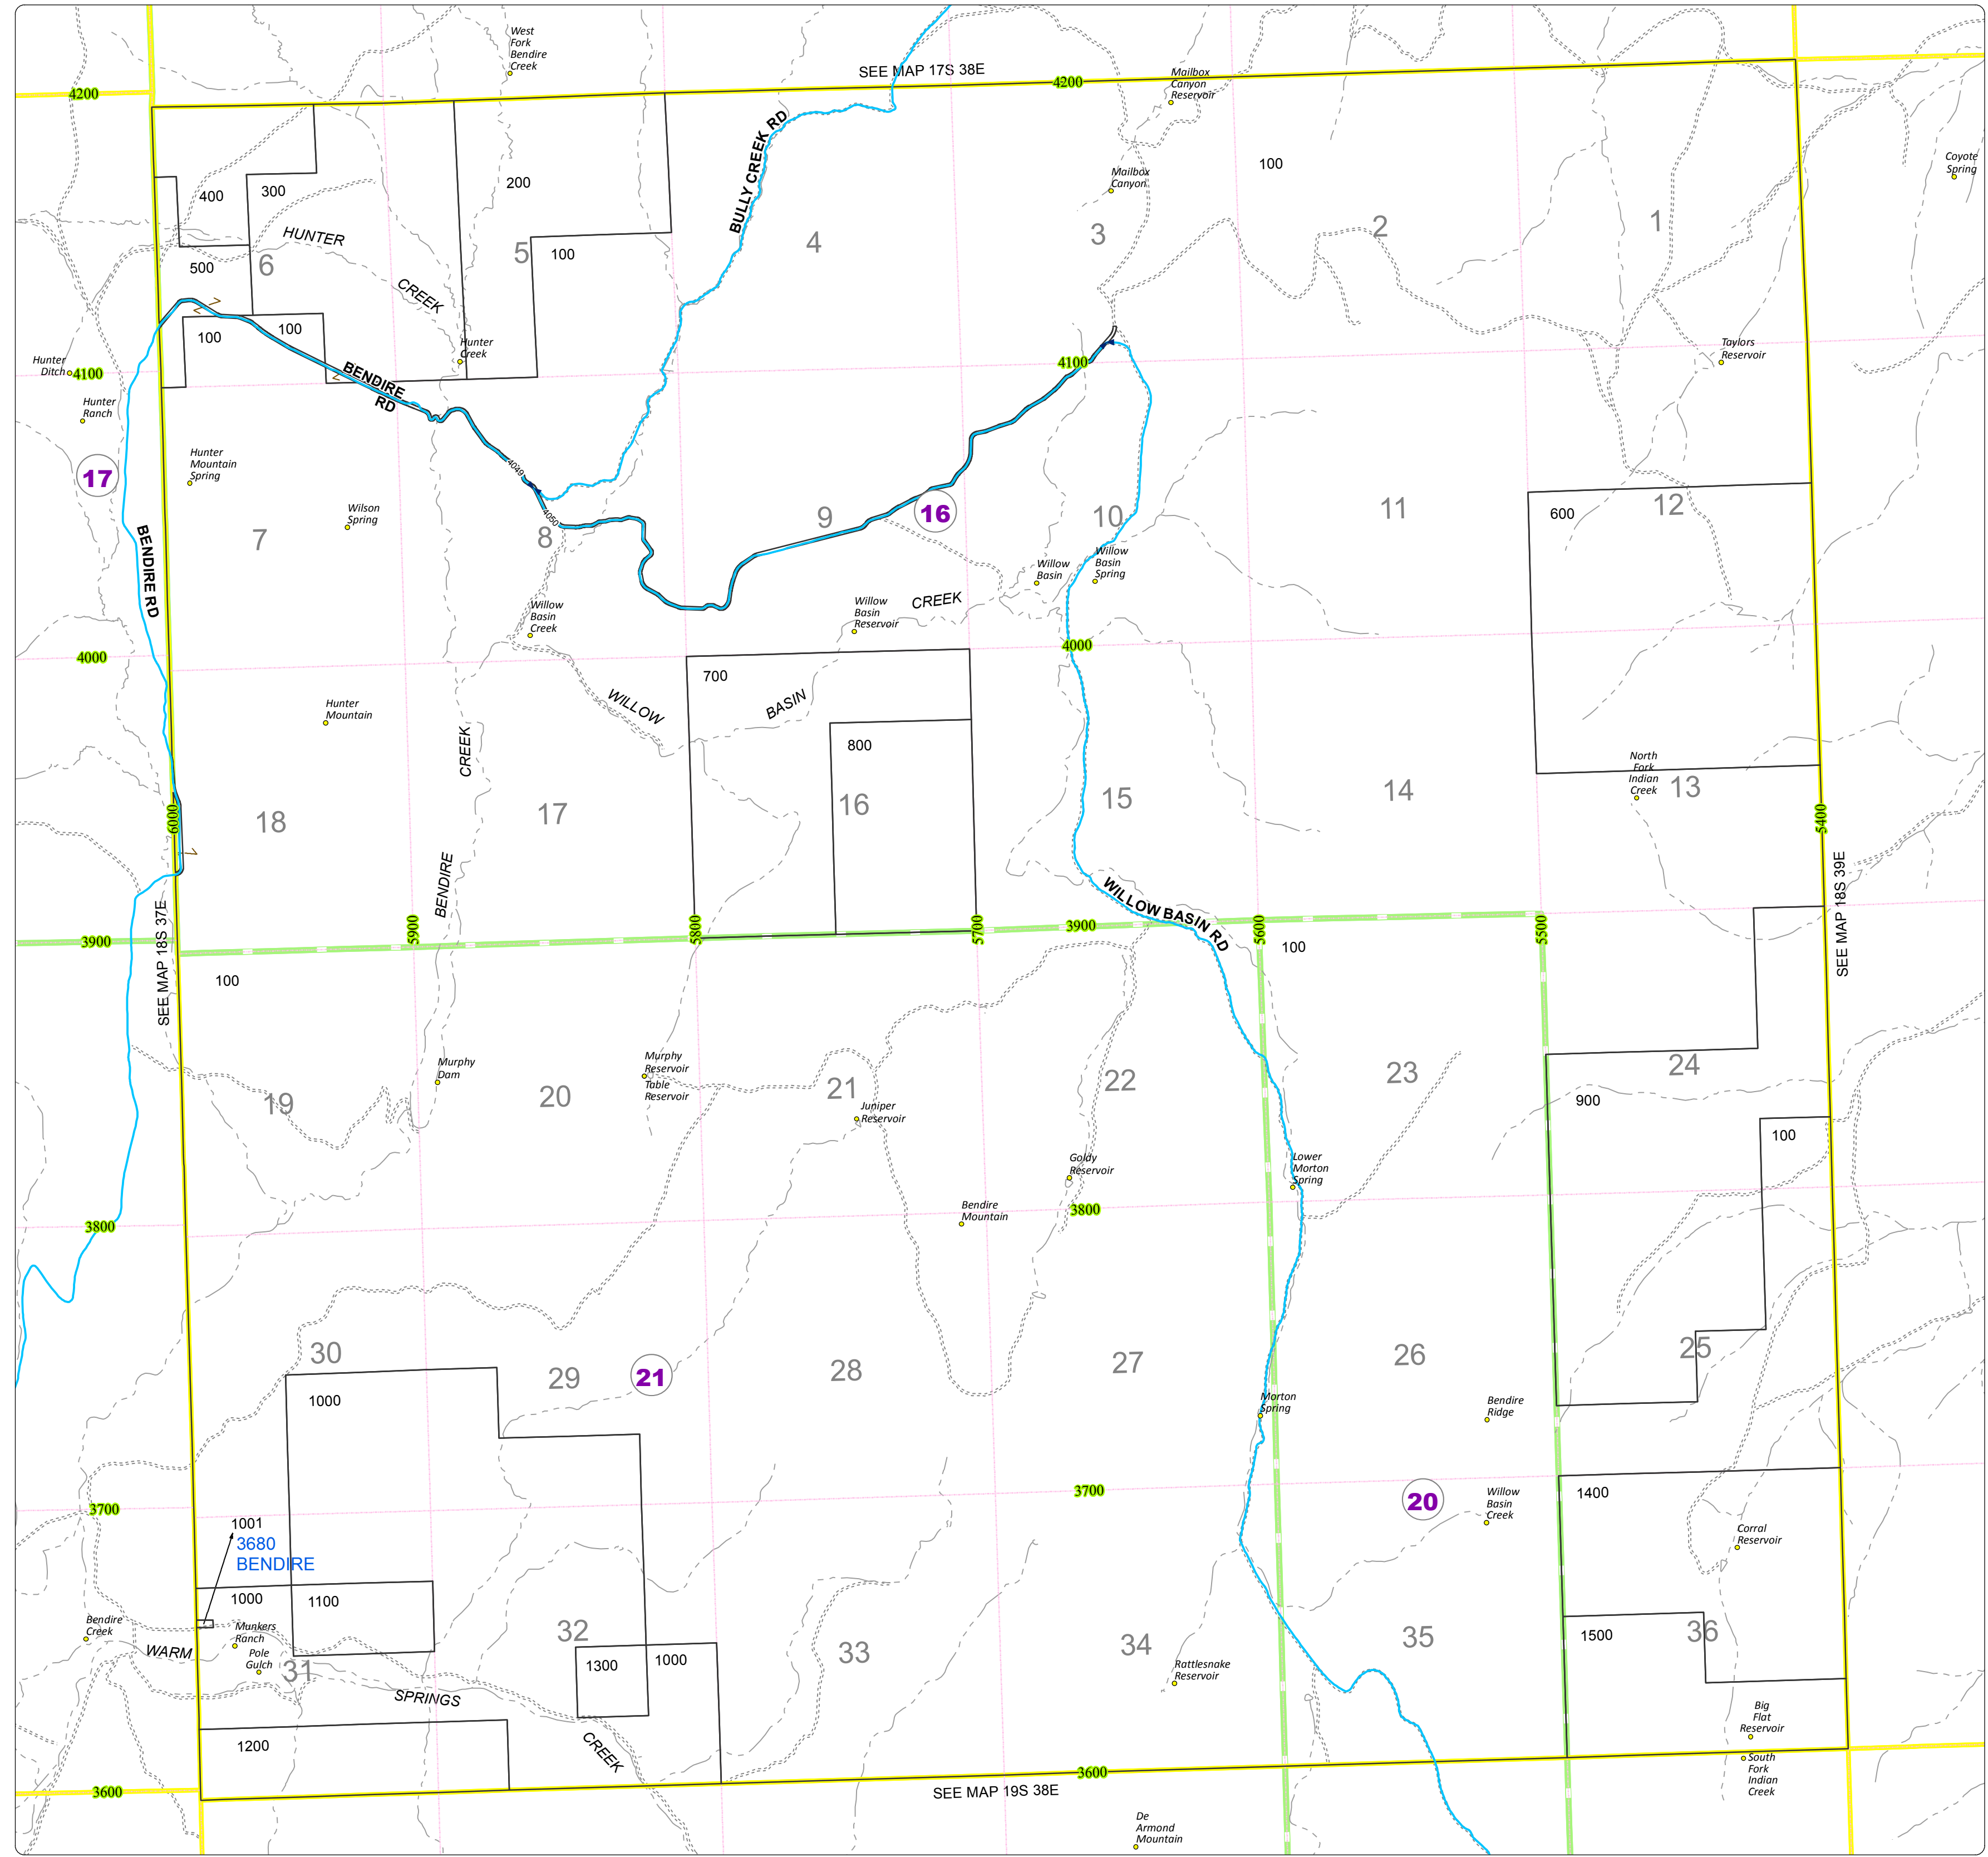 West
Fork
Bendire
Creek
SEE MAP 17S 38E
4200
4200
Mailbox
Canyon
Reservoir
BULLY CREEK RD
Coyote
Spring
100
Mailbox
Canyon
400
300
200
HUNTER
6
5
100
4
3
2
1
500
CREEK
Z
Z
100
100
Hunter
Creek
Hunter
Ditch
4100
4100
Taylors
Reservoir
Z
BENDIRE
RD
Hunter
Ranch
17
Hunter
Mountain
Spring
4049
4050
Wilson
Spring
7
8
9
16
10
11
600
12
BENDIRE RD
Willow
Basin
Willow
Basin
Spring
Willow
Basin
Creek
Willow
Basin
Reservoir
CREEK
4000
4000
700
Hunter
Mountain
WILLOW
BASIN
CREEK
800
North
Fork
Indian
Creek
18
17
16
15
14
13
6000
5400
Z
BENDIRE
WILLOW BASIN RD
SEE MAP 18S 37E
SEE MAP 18S 39E
3900
5900
5800
5700
3900
5600
5500
100
100
Murphy
Dam
Murphy
Reservoir
Table
Reservoir
19
20
21
22
23
24
Juniper
Reservoir
900
100
Goldy
Reservoir
Lower
Morton
Spring
Bendire
Mountain
3800
3800
30
29
21
28
27
26
25
1000
Morton
Spring
Bendire
Ridge
3700
3700
20
Willow
Basin
Creek
1400
1001
3680
BENDIRE
Corral
Reservoir
1000
1100
Bendire
Creek
Munkers
Ranch
WARM
Pole
Gulch
31
32
33
34
35
1500
36
1300
1000
Rattlesnake
Reservoir
SPRINGS
CREEK
1200
Big
Flat
Reservoir
3600
SEE MAP 19S 38E
3600
South
Fork
Indian
Creek
De
Armond
Mountain